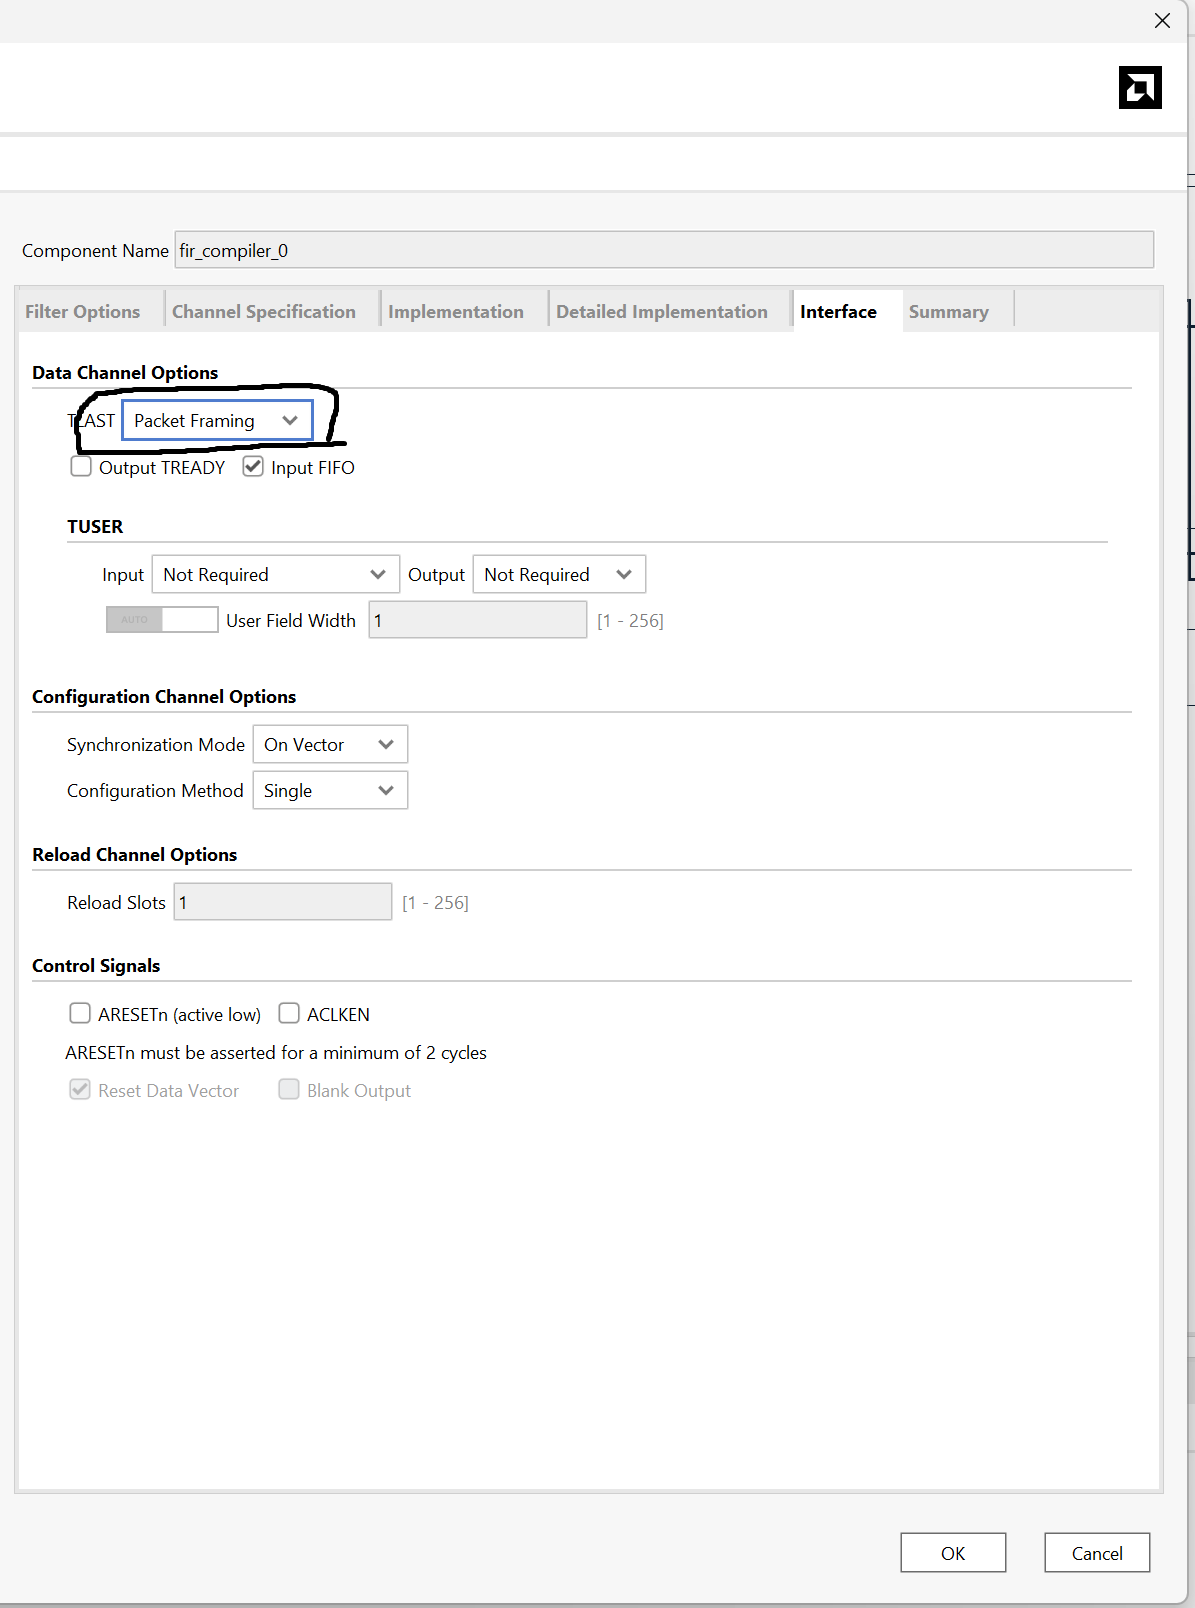 Component Name fir_compiler_0
Filter Options Channel Specification Implementation Detailed Implementation Interface Summary
Data Channel Options
TLAST Packet Framing
Output TREADY Input FIFO
TUSER
Input Not Required Output Not Required
AUTO User Field Width 1 [1 - 256]
Configuration Channel Options
Synchronization Mode On Vector
Configuration Method Single
Reload Channel Options
Reload Slots 1 [1 - 256]
Control Signals
ARESETn (active low) ACLKEN
ARESETn must be asserted for a minimum of 2 cycles
Reset Data Vector Blank Output
OK Cancel